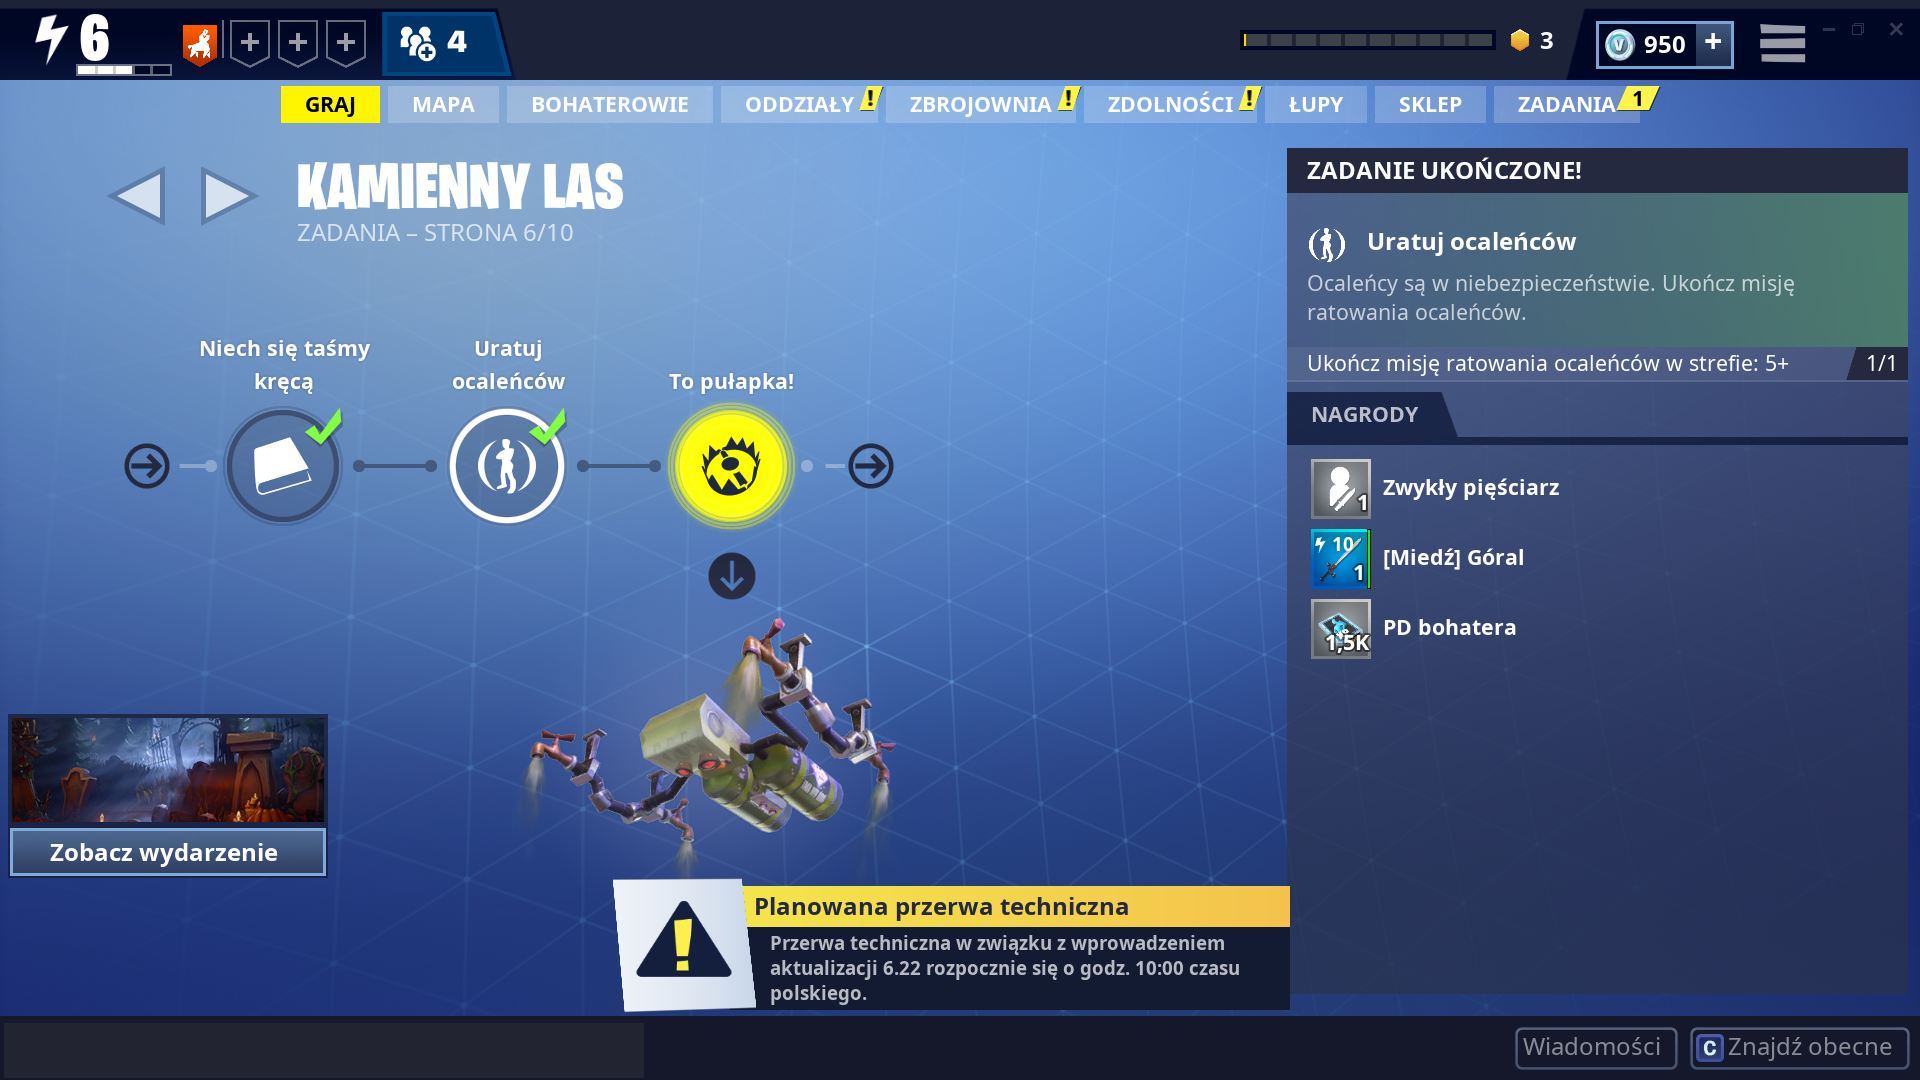 6
4
3
950
GRAJ
MAPA
BOHATEROWIE
ODDZIAŁY !
ZBROJOWNIA !
ZDOLNOŚCI !
ŁUPY
SKLEP
ZADANIA 1
KAMIENNY LAS
ZADANIA – STRONA 6/10
Niech się taśmy
kręcą
Uratuj
ocaleńców
To pułapka!
Zobacz wydarzenie
ZADANIE UKOŃCZONE!
Uratuj ocaleńców
Ocaleńcy są w niebezpieczeństwie. Ukończ misję
ratowania ocaleńców.
Ukończ misję ratowania ocaleńców w strefie: 5+ 1/1
NAGRODY
1 Zwykły pięściarz
10
1
[Miedź] Góral
1,5K PD bohatera
Planowana przerwa techniczna
Przerwa techniczna w związku z wprowadzeniem
aktualizacji 6.22 rozpocznie się o godz. 10:00 czasu
polskiego.
Wiadomości
C Znajdź obecne